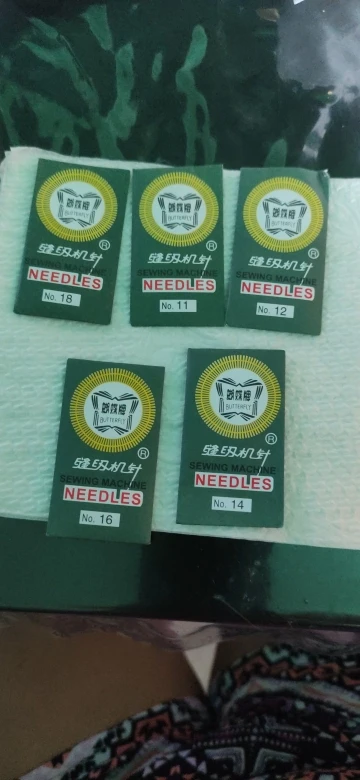 蝴蝶牌
BUTTERFLY
®
缝纫机针
SEWING MACHINE
NEEDLES
No. 18
蝴蝶牌
BUTTERFLY
®
缝纫机针
SEWING MACHINE
NEEDLES
No. 11
蝴蝶牌
BUTTERFLY
®
缝纫机针
SEWING MACHINE
NEEDLES
No. 12
蝴蝶牌
BUTTERFLY
®
缝纫机针
SEWING MACHINE
NEEDLES
No. 16
蝴蝶牌
BUTTERFLY
®
缝纫机针
SEWING MACHINE
NEEDLES
No. 14